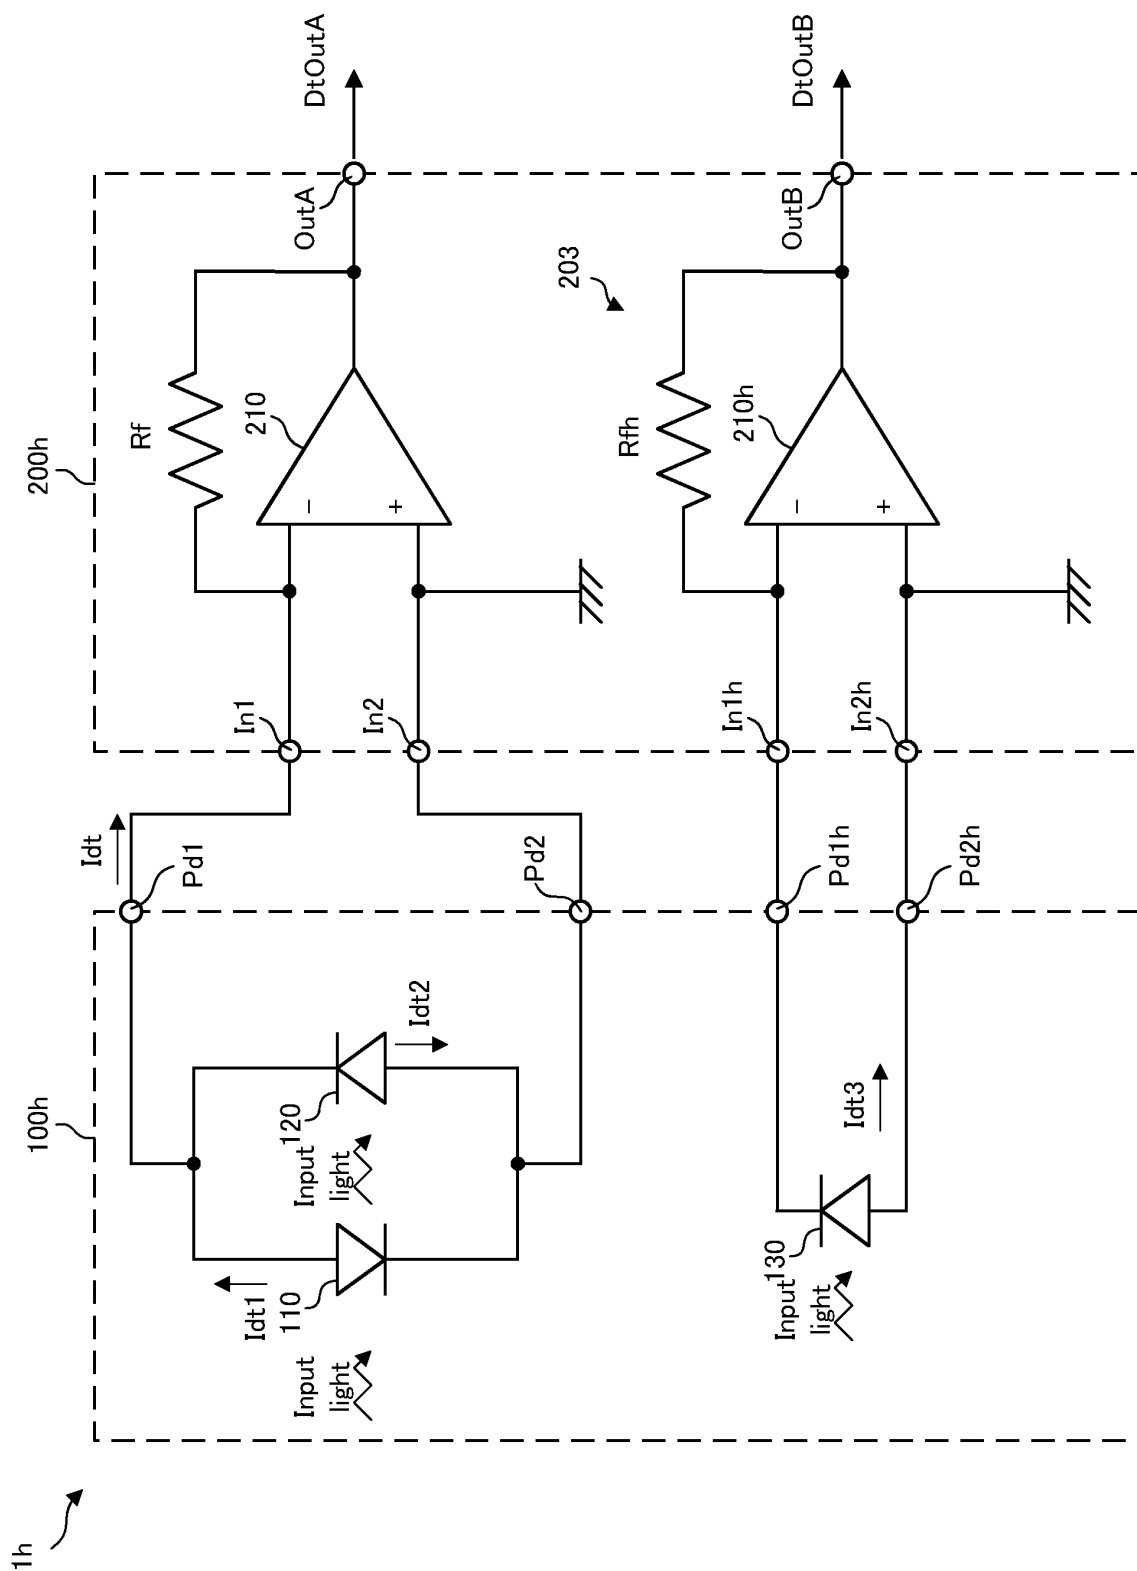 1h
100h
200h
Input
light
110
Idt1
Input
light
120
Idt2
Idt
Pd1
Pd2
In1
In2
Rf
210
−
+
OutA
DtOutA
203
Input
light
130
Idt3
Pd1h
Pd2h
In1h
In2h
Rfh
210h
−
+
OutB
DtOutB